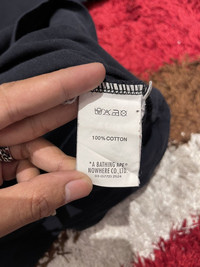 100%COTTON
"A BATHING APE"
NOWHERE CO.,LTD.